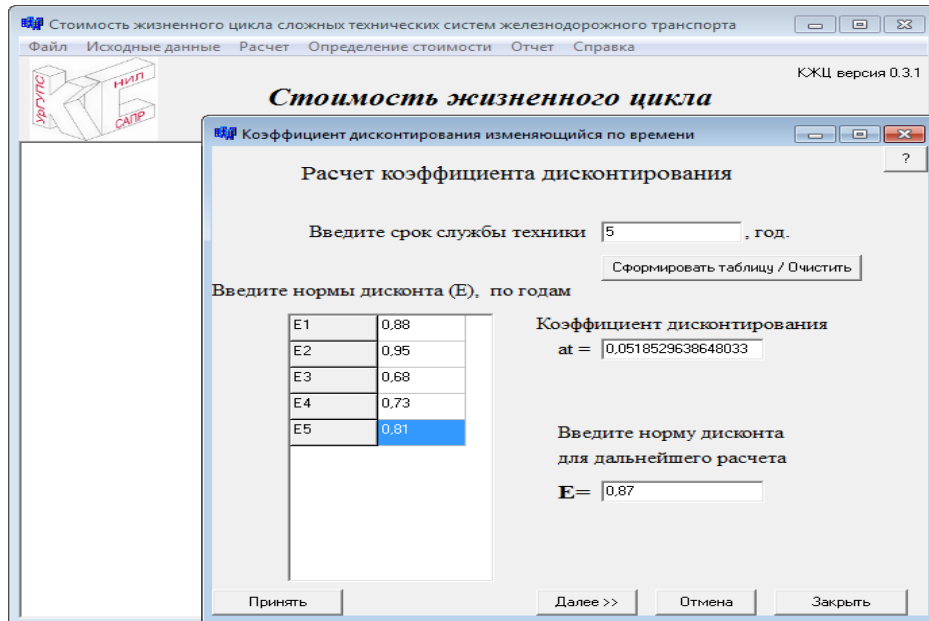 Стоимость жизненного цикла сложных технических систем железнодорожного транспорта
Файл Исходные данные Расчет Определение стоимости Отчет Справка
УрГУПС
НИЛ
САПР
КЖЦ версия 0.3.1
Стоимость жизненного цикла
Коэффициент дисконтирования изменяющийся по времени
?
Расчет коэффициента дисконтирования
Введите срок службы техники 5 , год.
Сформировать таблицу / Очистить
Введите нормы дисконта (E), по годам
E1 0,88
E2 0,95
E3 0,68
E4 0,73
E5 0,81
Коэффициент дисконтирования
at = 0,0518529638648033
Введите норму дисконта
для дальнейшего расчета
E= 0,87
Принять
Далее >>
Отмена
Закрыть